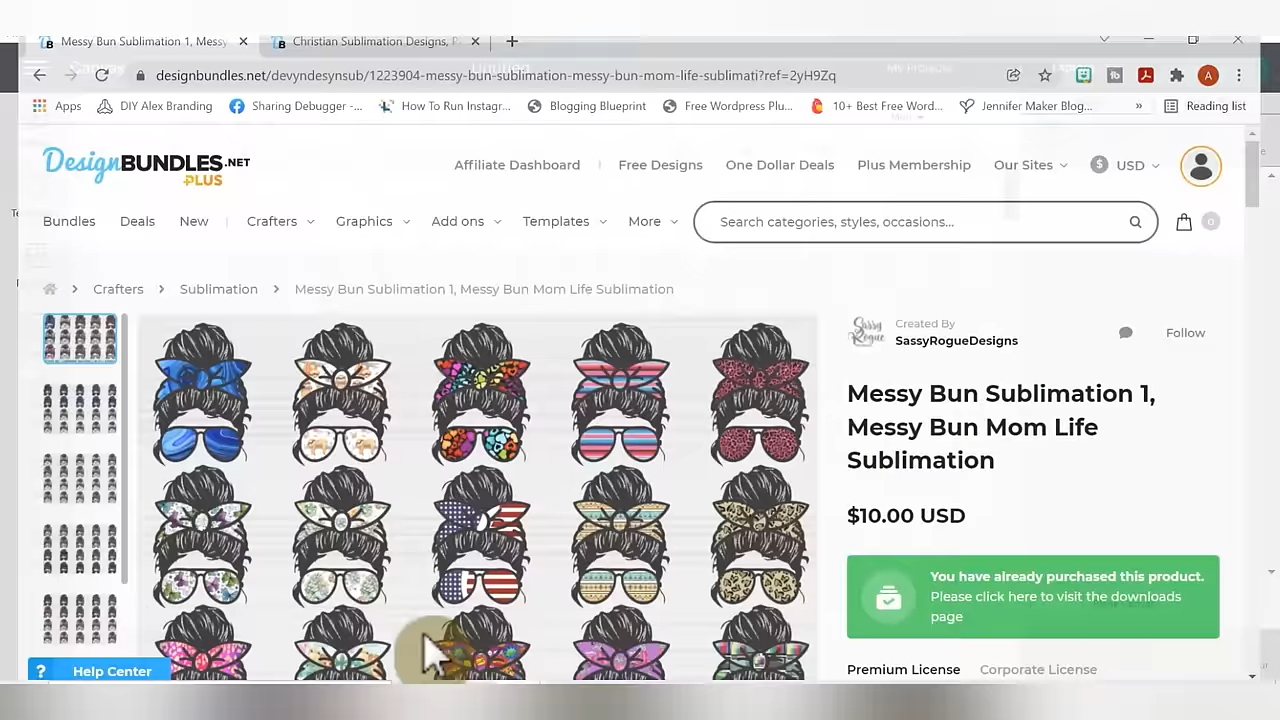 Messy Bun Sublimation 1, Messy
Christian Sublimation Designs, P
designbundles.net/devyndesynsub/1223904-messy-bun-sublimation-messy-bun-mom-life-sublimati?ref=2yH9Zq
A
Apps
DIY Alex Branding
Sharing Debugger -...
How To Run Instagr...
Blogging Blueprint
Free Wordpress Plu...
10+ Best Free Word...
Jennifer Maker Blog...
»
Reading list
DesignBUNDLES.NET
PLUS
Affiliate Dashboard
Free Designs
One Dollar Deals
Plus Membership
Our Sites
$ USD
Bundles
Deals
New
Crafters
Graphics
Add ons
Templates
More
Search categories, styles, occasions...
0
Crafters > Sublimation > Messy Bun Sublimation 1, Messy Bun Mom Life Sublimation
Sassy Rogue
Created By
SassyRogueDesigns
Follow
Messy Bun Sublimation 1,
Messy Bun Mom Life
Sublimation
$10.00 USD
You have already purchased this product.
Please click here to visit the downloads
page
Premium License
Corporate License
? Help Center